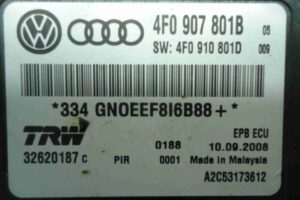 4F0 907 801B 05
SW: 4F0 910 801D 009
*334 GN0EEF8I6B88+*
TRW 0188 EPB ECU
10.09.2008
32620187 C PIR 0001 Made in Malaysia
A2C53173612